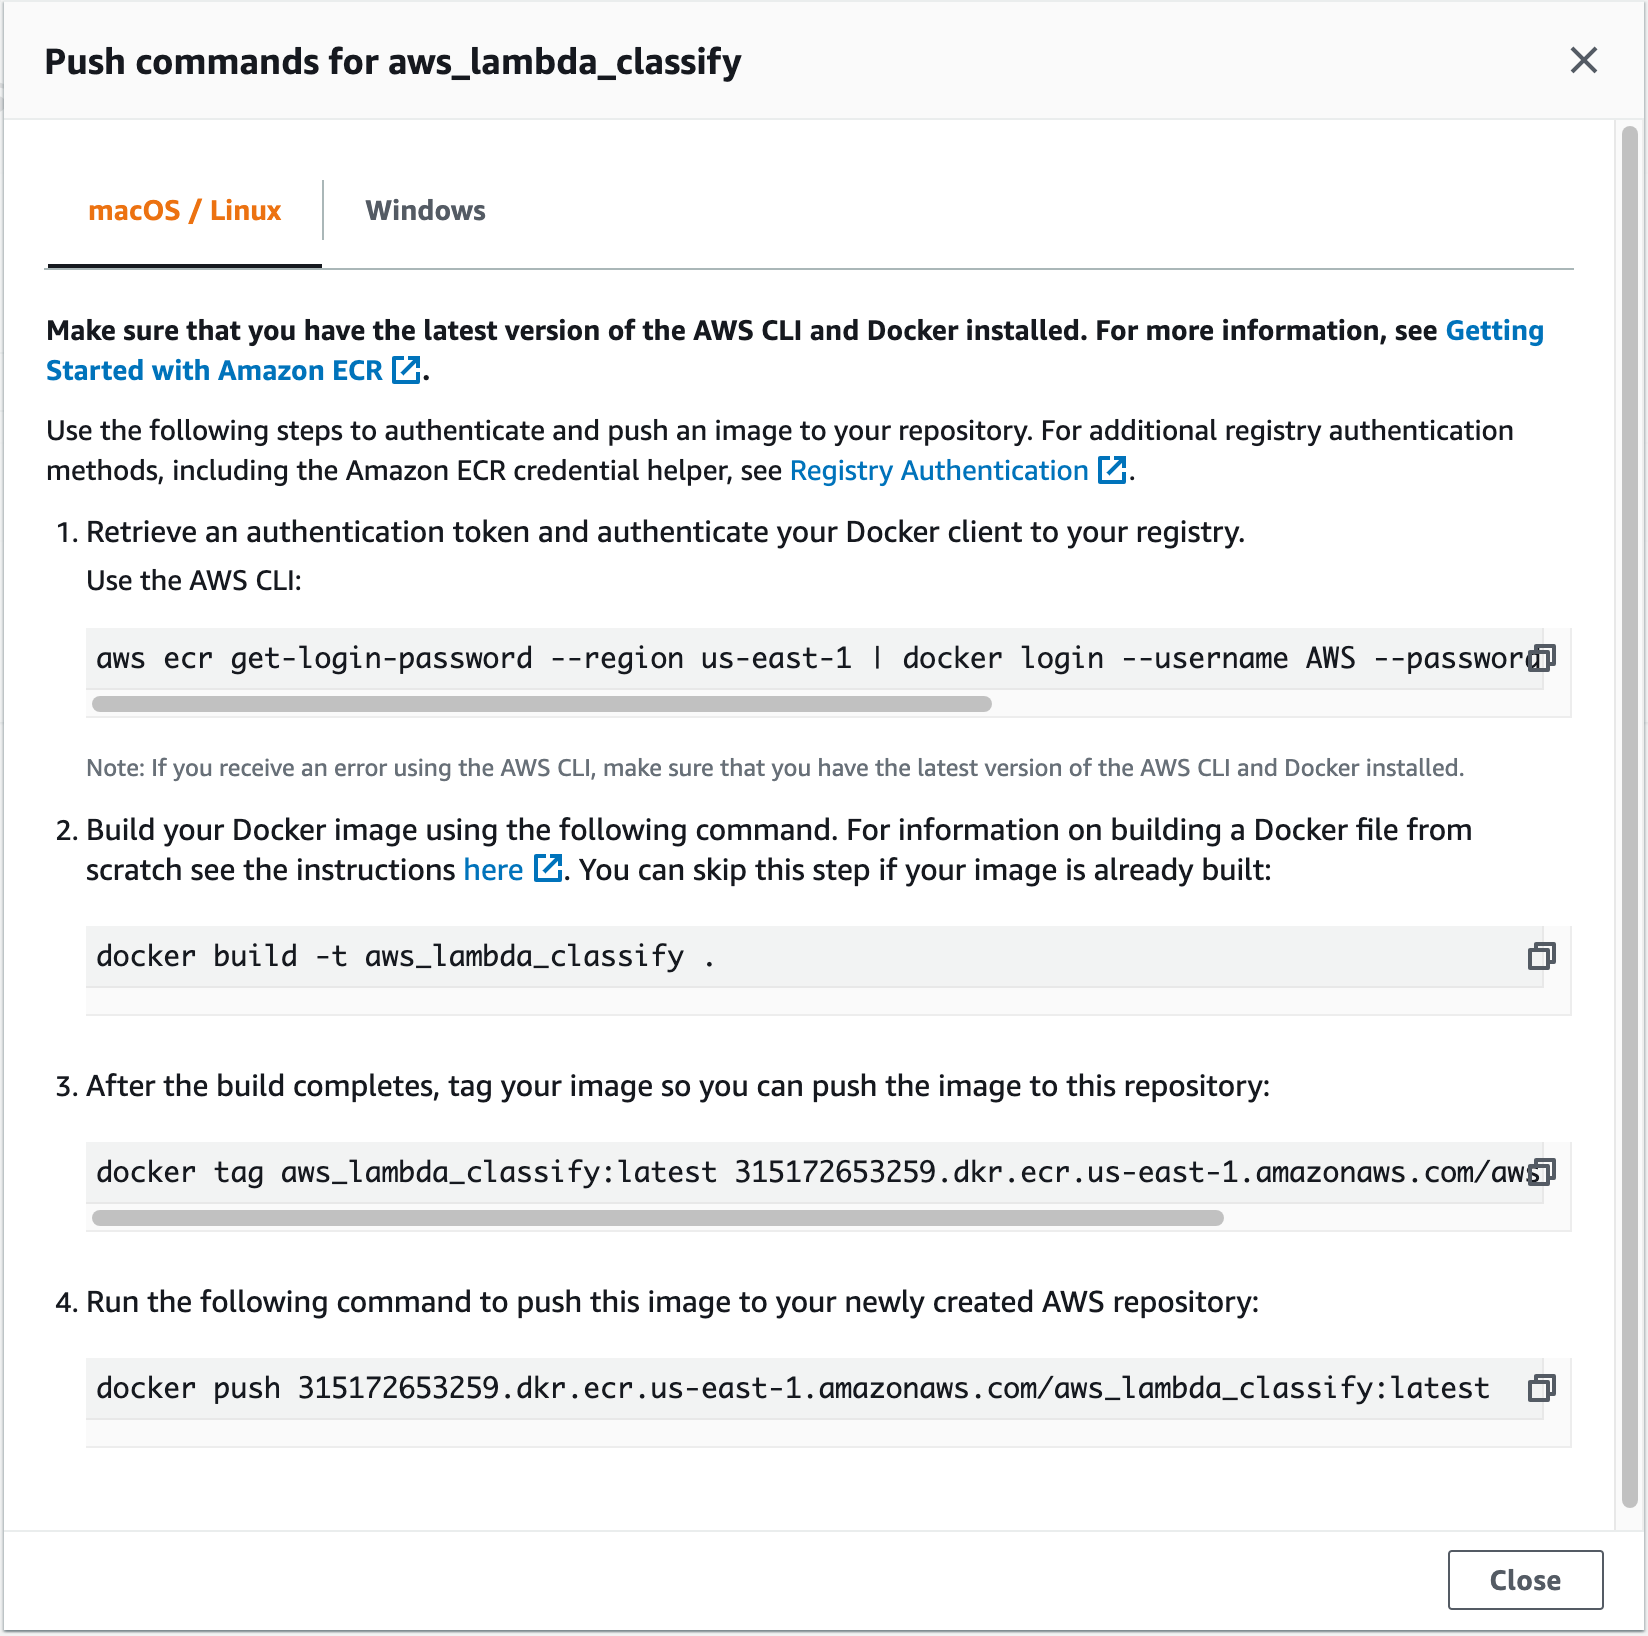 Push commands for aws_lambda_classify
macOS / Linux
Windows
Make sure that you have the latest version of the AWS CLI and Docker installed. For more information, see Getting
Started with Amazon ECR .
Use the following steps to authenticate and push an image to your repository. For additional registry authentication
methods, including the Amazon ECR credential helper, see Registry Authentication .
1. Retrieve an authentication token and authenticate your Docker client to your registry.
Use the AWS CLI:
aws ecr get-login-password --region us-east-1 | docker login --username AWS --password
Note: If you receive an error using the AWS CLI, make sure that you have the latest version of the AWS CLI and Docker installed.
2. Build your Docker image using the following command. For information on building a Docker file from
scratch see the instructions here . You can skip this step if your image is already built:
docker build -t aws_lambda_classify .
3. After the build completes, tag your image so you can push the image to this repository:
docker tag aws_lambda_classify:latest 315172653259.dkr.ecr.us-east-1.amazonaws.com/aws
4. Run the following command to push this image to your newly created AWS repository:
docker push 315172653259.dkr.ecr.us-east-1.amazonaws.com/aws_lambda_classify:latest
Close